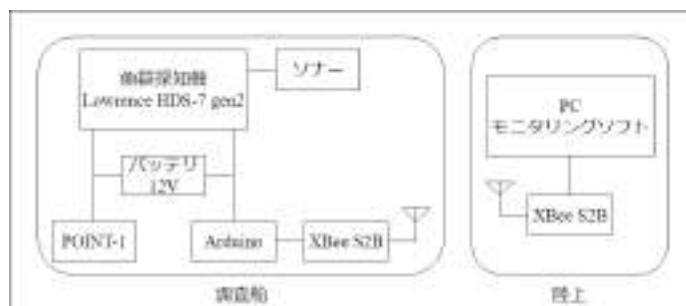 魚群探知機
Lowrence HDS-7 gen2
ソナー
バッテリ
12V
POINT-1
Arduino
XBee S2B
調査船
PC
モニタリングソフト
XBee S2B
陸上